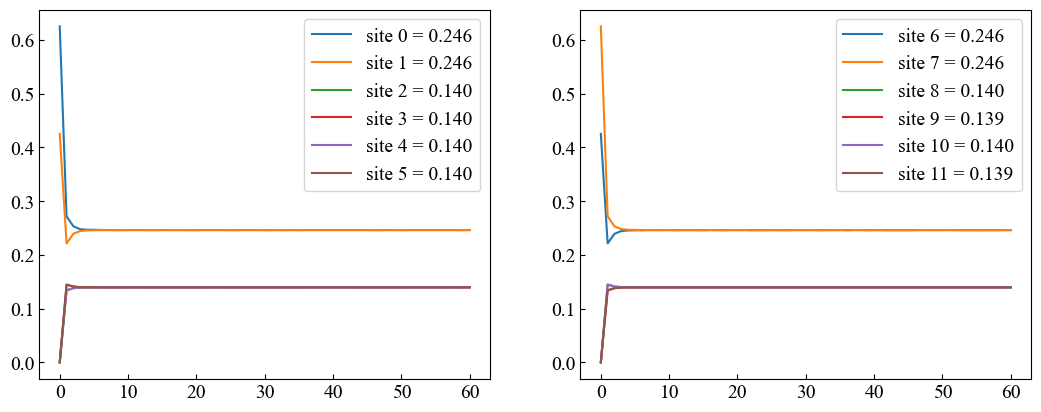 0.6
0.5
0.4
0.3
0.2
0.1
0.0
0 10 20 30 40 50 60
site 0 = 0.246
site 1 = 0.246
site 2 = 0.140
site 3 = 0.140
site 4 = 0.140
site 5 = 0.140
0.6
0.5
0.4
0.3
0.2
0.1
0.0
0 10 20 30 40 50 60
site 6 = 0.246
site 7 = 0.246
site 8 = 0.140
site 9 = 0.139
site 10 = 0.140
site 11 = 0.139